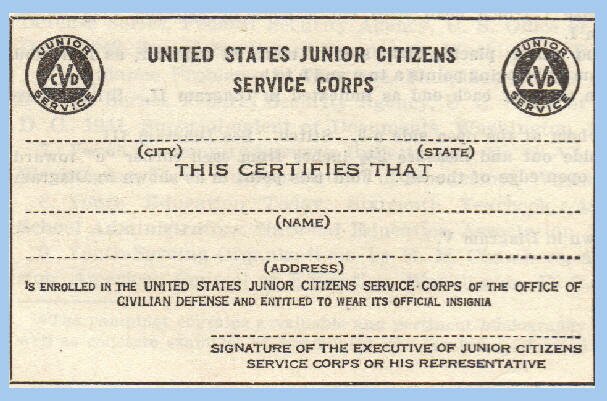 UNITED STATES JUNIOR CITIZENS
SERVICE CORPS
JUNIOR
CVD
SERVICE
JUNIOR
CVD
SERVICE
(CITY) (STATE)
THIS CERTIFIES THAT
(NAME)
(ADDRESS)
IS ENROLLED IN THE UNITED STATES JUNIOR CITIZENS SERVICE CORPS OF THE OFFICE OF
CIVILIAN DEFENSE AND ENTITLED TO WEAR ITS OFFICIAL INSIGNIA
SIGNATURE OF THE EXECUTIVE OF JUNIOR CITIZENS
SERVICE CORPS OR HIS REPRESENTATIVE